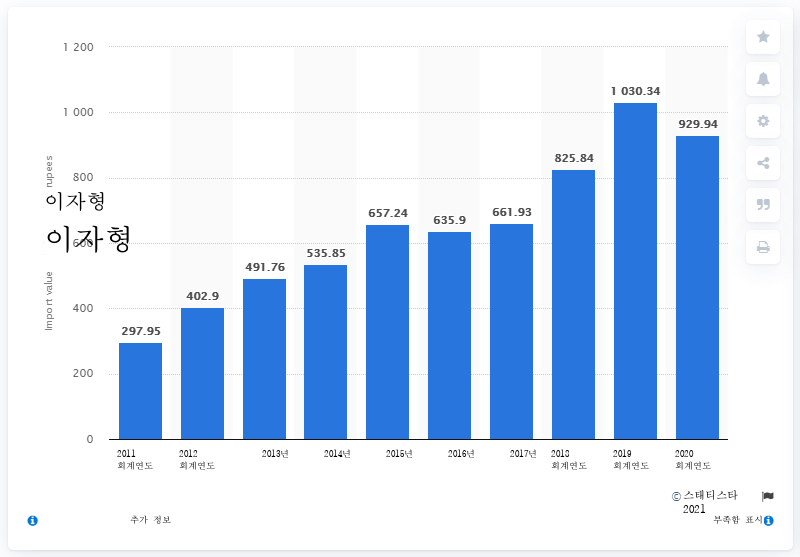 1 200
1 000
800
600
400
200
0
Import value
rupees
이자형
이자형
297.95
402.9
491.76
535.85
657.24
635.9
661.93
825.84
1 030.34
929.94
2011 회계연도
2012 회계연도
2013년
2014년
2015년
2016년
2017년
2018 회계연도
2019 회계연도
2020 회계연도
© 스태티스타 2021
추가 정보
부족함 표시